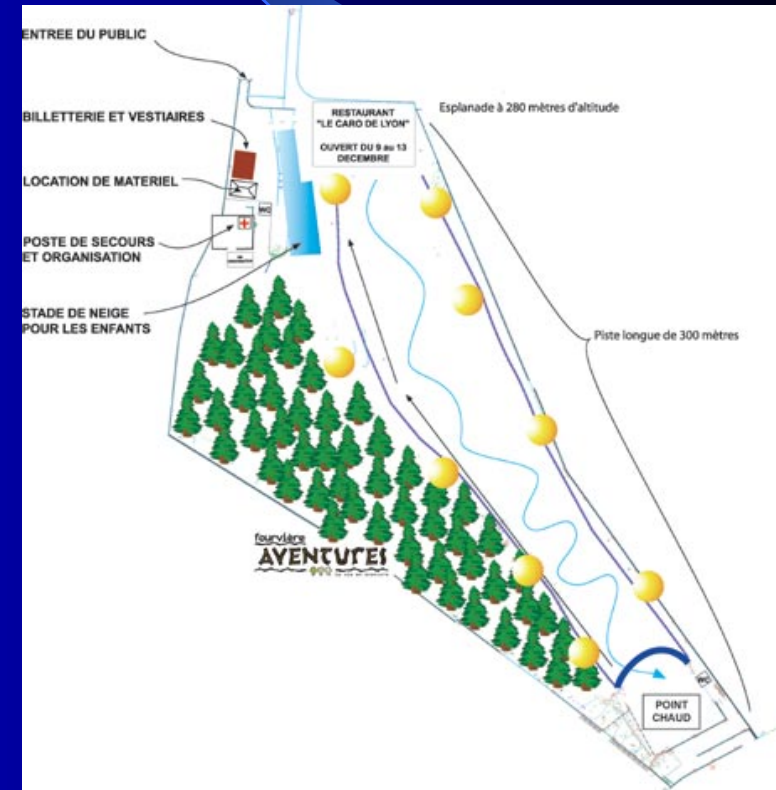 ENTREE DU PUBLIC
BILLETTERIE ET VESTIAIRES
LOCATION DE MATERIEL
POSTE DE SECOURS
ET ORGANISATION
STADE DE NEIGE
POUR LES ENFANTS
WC
RESTAURANT
"LE CARO DE LYON"
OUVERT DU 9 au 13
DECEMBRE
Esplanade à 280 mètres d'altitude
Piste longue de 300 mètres
fourvière
AVENTURES
WC
POINT
CHAUD